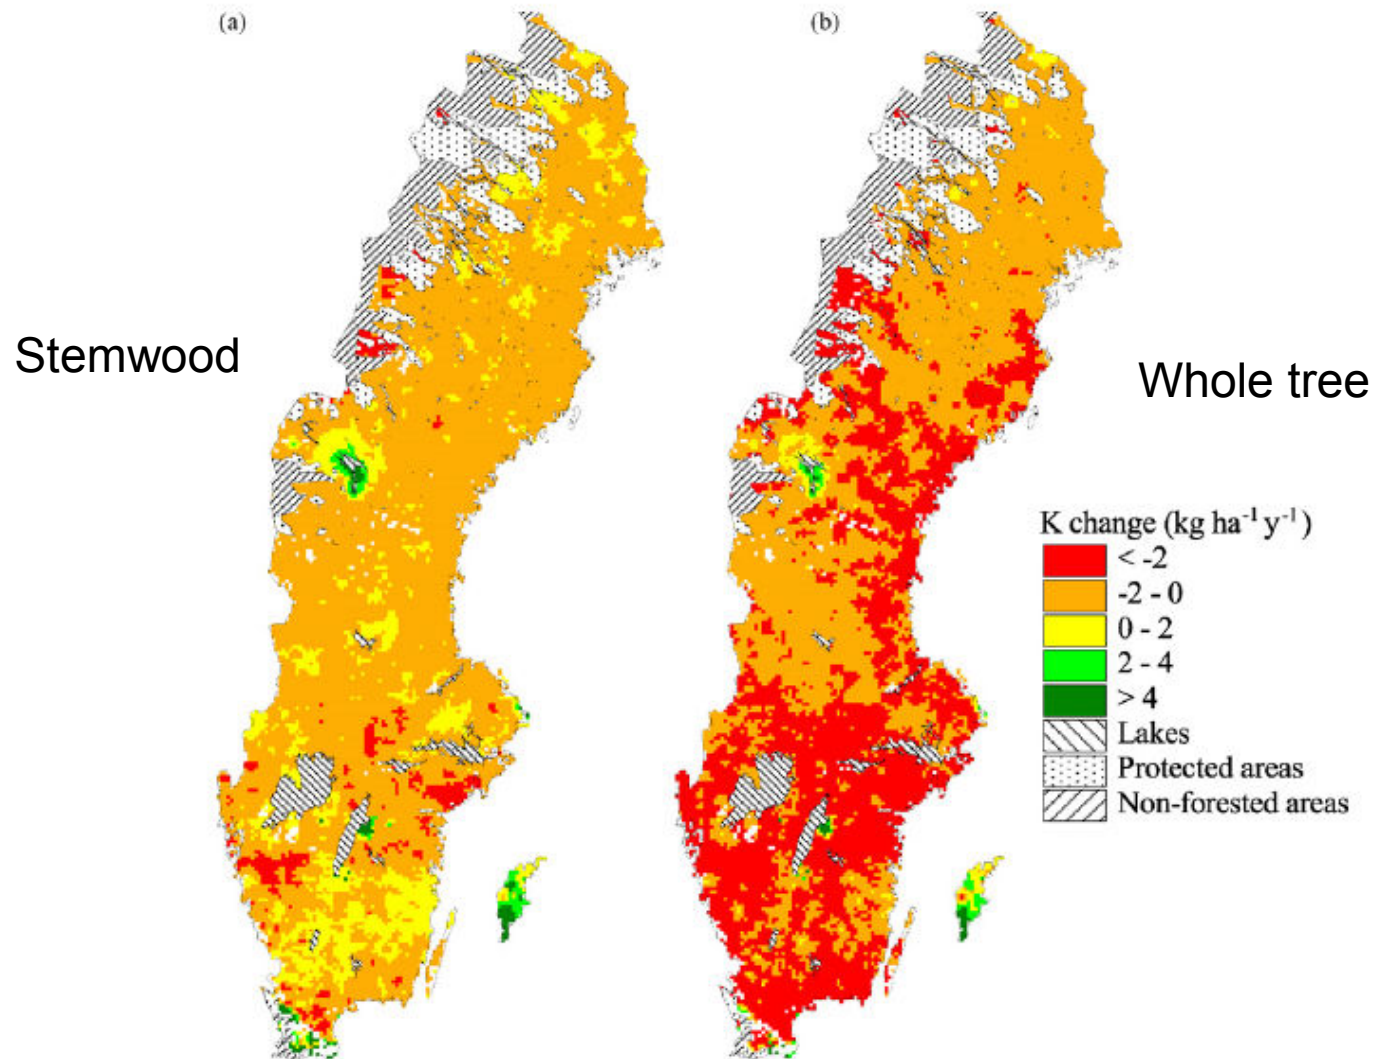 (a)
(b)
Stemwood
Whole tree
K change (kg ha⁻¹ y⁻¹)
< -2
-2 - 0
0 - 2
2 - 4
> 4
Lakes
Protected areas
Non-forested areas